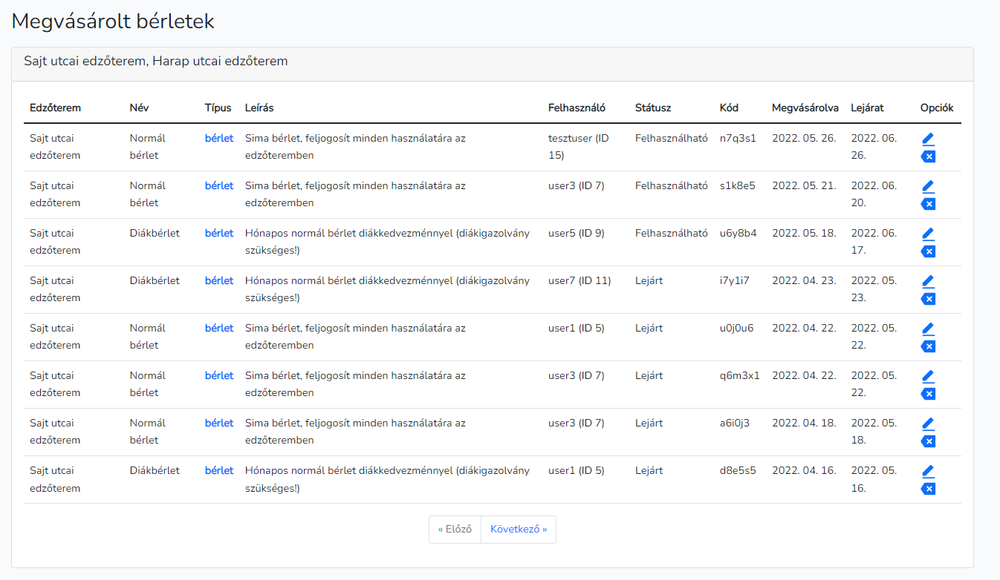 Megvásárolt bérletek
Sajt utcai edzőterem, Harap utcai edzőterem
Edzőterem Név Típus Leírás Felhasználó Státusz Kód Megvásárolva Lejárat Opciók
Sajt utcai Normál bérlet Sima bérlet, feljogosít minden használatára az tesztuser (ID Felhasználható n7q3s1 2022. 05. 26. 2022. 06.
edzőterem bérlet edzőteremben 15) 26.
Sajt utcai Normál bérlet Sima bérlet, feljogosít minden használatára az user3 (ID 7) Felhasználható s1k8e5 2022. 05. 21. 2022. 06.
edzőterem bérlet edzőteremben 20.
Sajt utcai Diákbérlet bérlet Hónapos normál bérlet diákkedvezménnyel (diákigazolvány user5 (ID 9) Felhasználható u6y8b4 2022. 05. 18. 2022. 06.
edzőterem szükséges!) 17.
Sajt utcai Diákbérlet bérlet Hónapos normál bérlet diákkedvezménnyel (diákigazolvány user7 (ID 11) Lejárt i7y1i7 2022. 04. 23. 2022. 05.
edzőterem szükséges!) 23.
Sajt utcai Normál bérlet Sima bérlet, feljogosít minden használatára az user1 (ID 5) Lejárt u0j0u6 2022. 04. 22. 2022. 05.
edzőterem bérlet edzőteremben 22.
Sajt utcai Normál bérlet Sima bérlet, feljogosít minden használatára az user3 (ID 7) Lejárt q6m3x1 2022. 04. 22. 2022. 05.
edzőterem bérlet edzőteremben 22.
Sajt utcai Normál bérlet Sima bérlet, feljogosít minden használatára az user3 (ID 7) Lejárt a6i0j3 2022. 04. 18. 2022. 05.
edzőterem bérlet edzőteremben 18.
Sajt utcai Diákbérlet bérlet Hónapos normál bérlet diákkedvezménnyel (diákigazolvány user1 (ID 5) Lejárt d8e5s5 2022. 04. 16. 2022. 05.
edzőterem szükséges!) 16.
« Előző Következő »